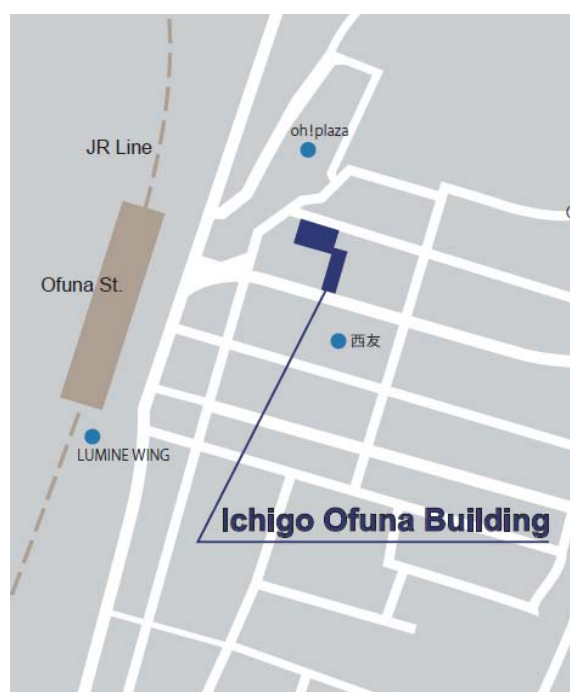 oh!plaza
JR Line
Ofuna St.
西友
LUMINE WING
Ichigo Ofuna Building